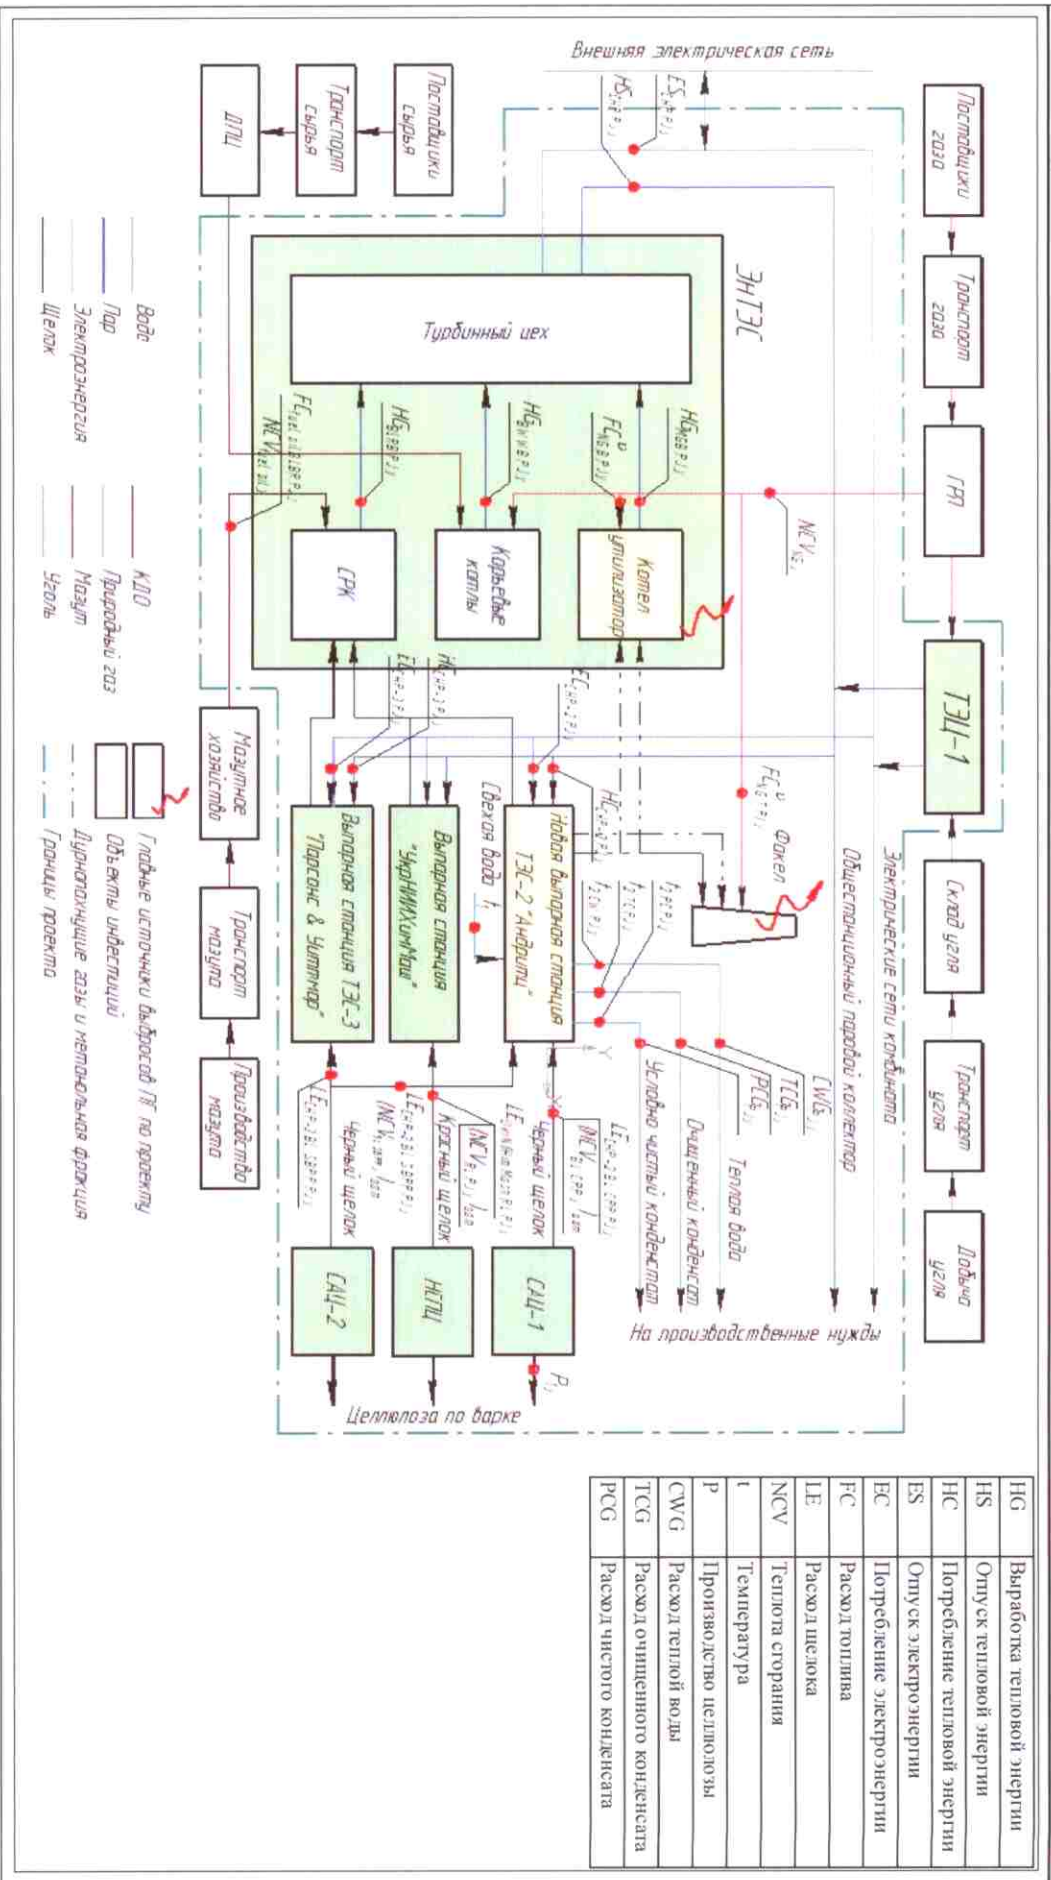 Внешняя электрическая сеть
Поставщики
газа
Транспорт
газа
ГРП
ТЭЦ-1
Склад угля
Транспорт
угля
Добыча
угля
Электрические сети комбината
Общестанционный паровой коллектор
Поставщики
сырья
Транспорт
сырья
ДПЦ
ЭнТЭС
Турбинный цех
Котел
утилизатор
Корьевые
котлы
СРК
Факел
Новая выпарная станция
ТЭС-2 "Андритц"
Выпарная станция
"УкрНИИХимМаш"
Выпарная станция ТЭС-3
"Парсонс & Уиттмор"
Свежая вода
Теплая вода
Очищенный конденсат
Условно чистый конденстат
На производственные нужды
Черный щелок
Красный щелок
Черный щелок
САЦ-1
НСПЦ
САЦ-2
Целлюлоза по варке
Мазутное
хозяйство
Транспорт
мазута
Производство
мазута
Вода
Пар
Электроэнергия
Щелок
КДО
Природный газ
Мазут
Уголь
Главные источники выбросов ПГ по проекту
Объекты инвестиций
Дурнопахнущие газы и метанольная фракция
Границы проекта
HG Выработка тепловой энергии
HS Отпуск тепловой энергии
HC Потребление тепловой энергии
ES Отпуск электроэнергии
EC Потребление электроэнергии
FC Расход топлива
LE Расход щелока
NCV Теплота сгорания
t Температура
P Производство целлюлозы
CWG Расход теплой воды
TCG Расход очищенного конденсата
PCG Расход чистого конденсата